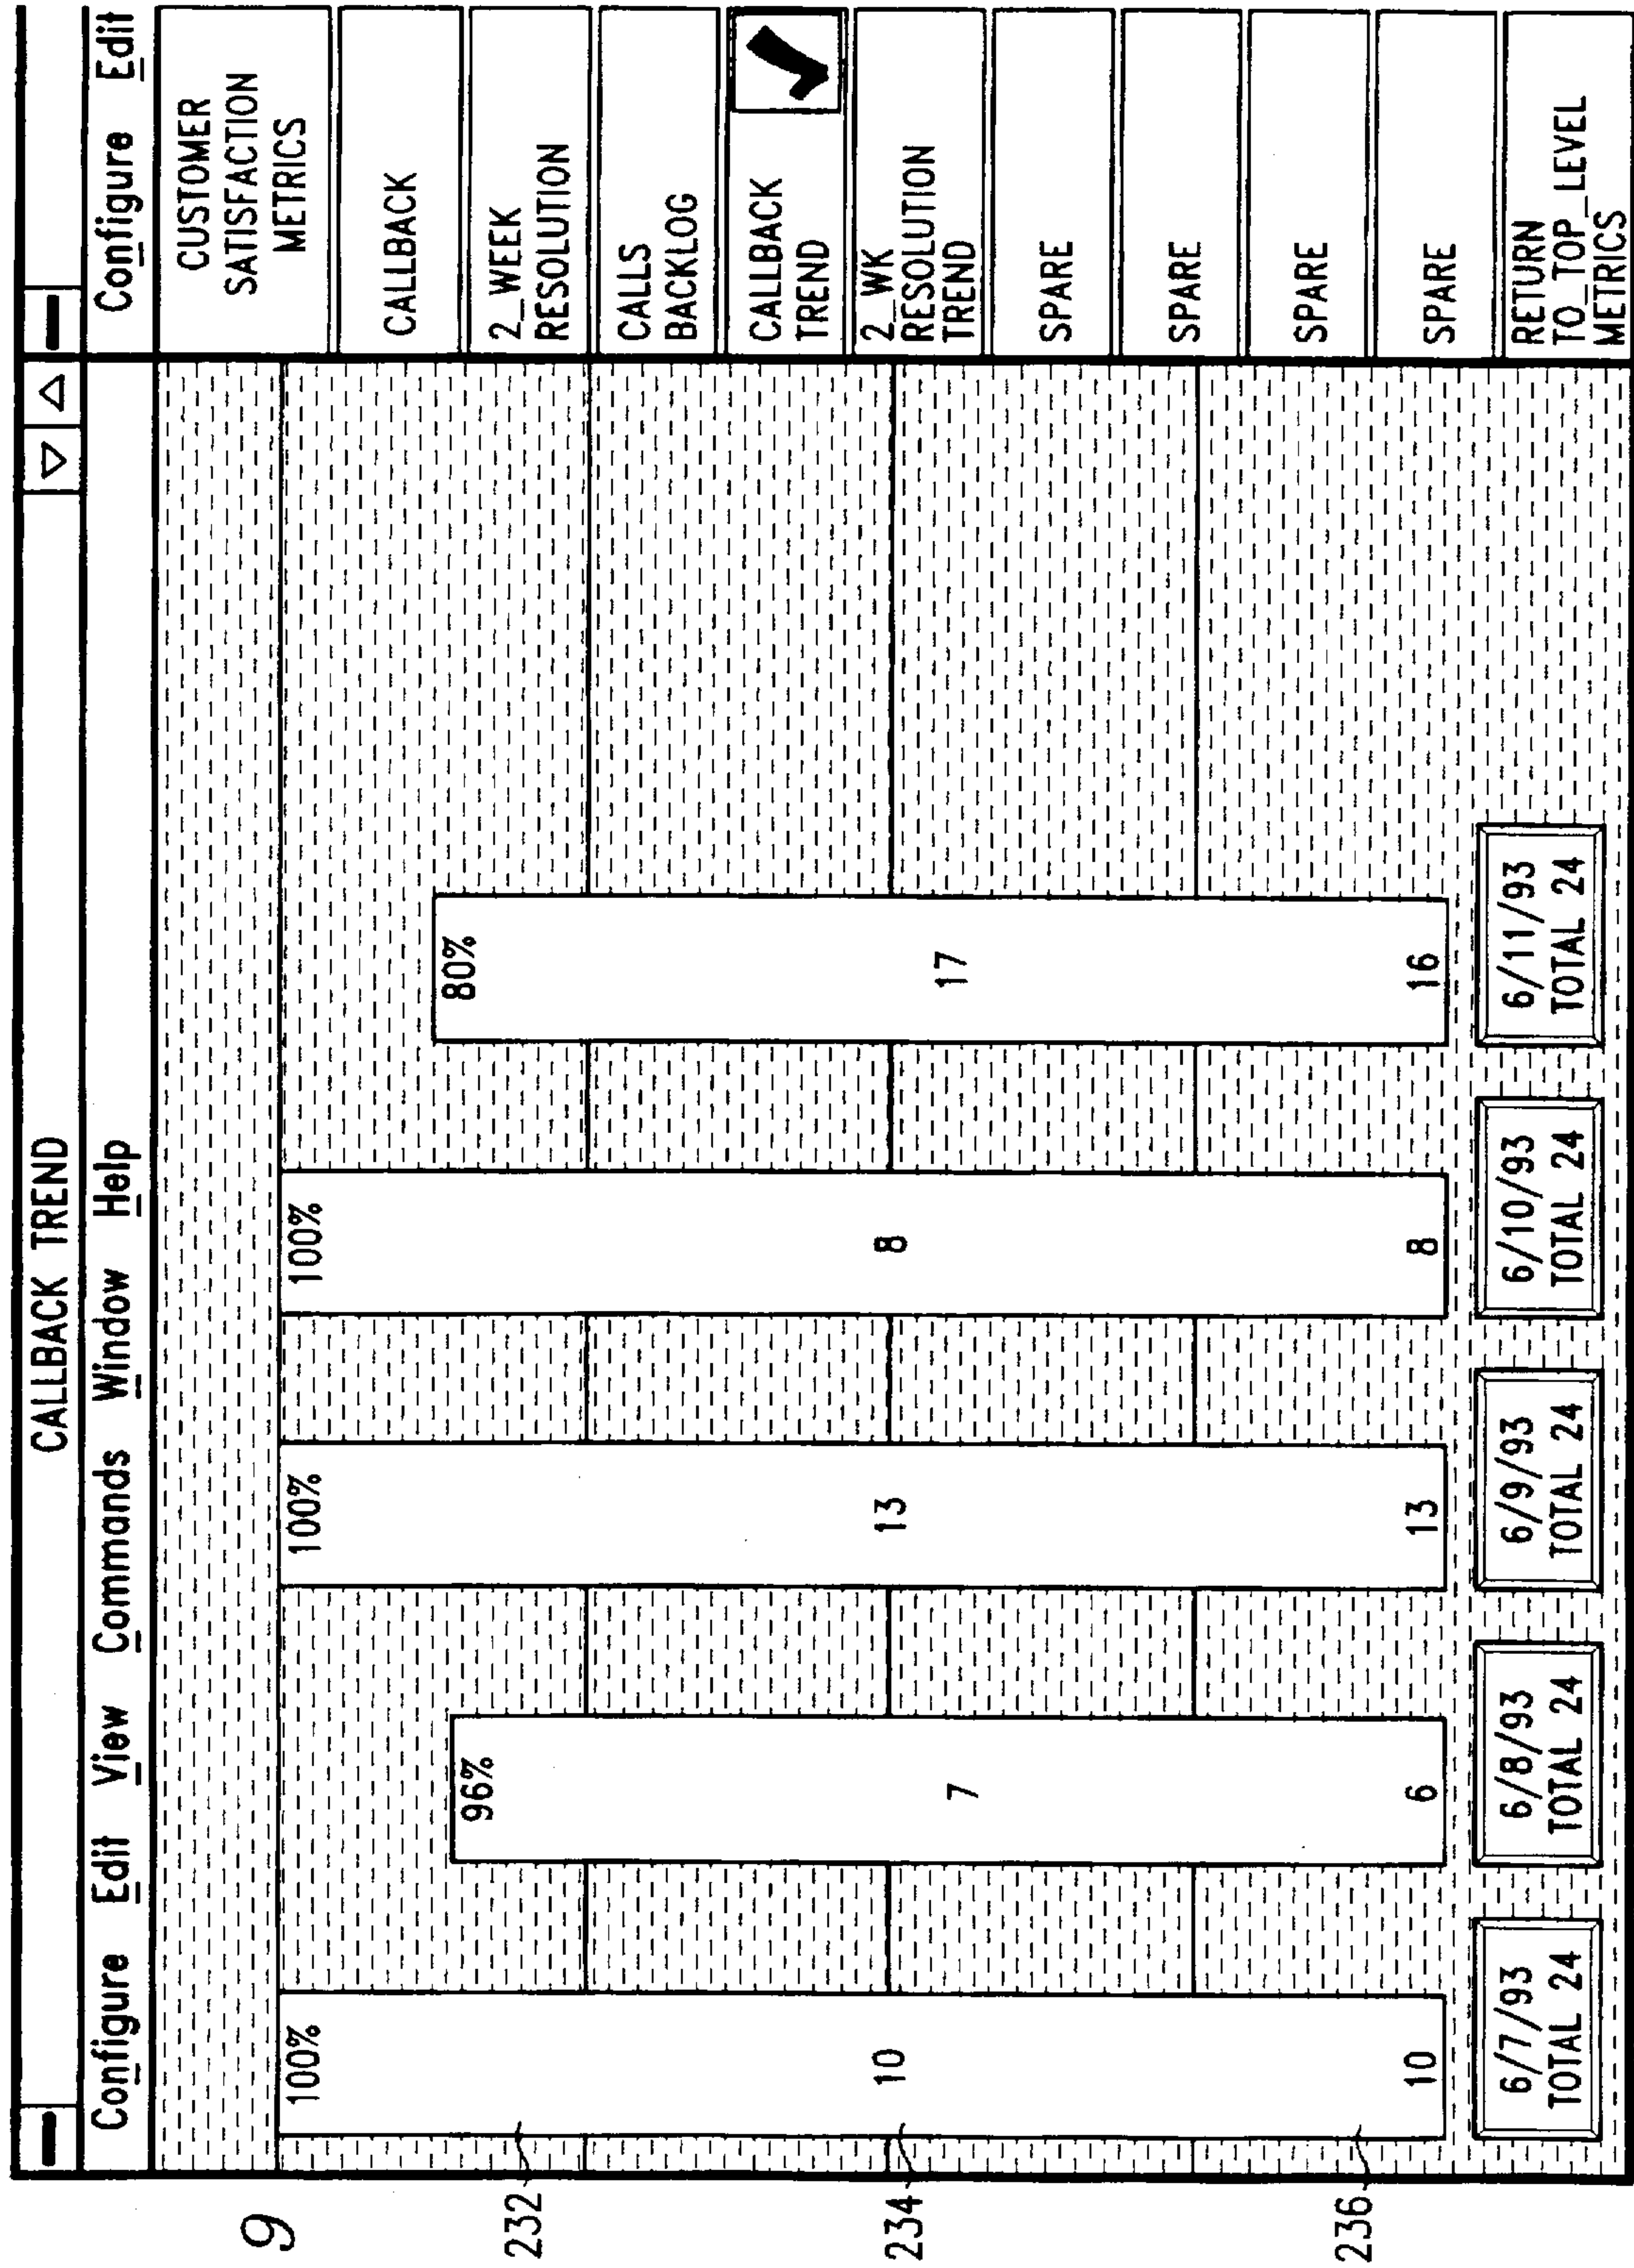 CALLBACK TREND
Configure Edit View Commands Window Help
Configure Edit
CUSTOMER
SATISFACTION
METRICS
CALLBACK
2_WEEK
RESOLUTION
CALLS
BACKLOG
CALLBACK
TREND
2_WK
RESOLUTION
TREND
SPARE
SPARE
SPARE
SPARE
RETURN
TO_TOP_LEVEL
METRICS
100%
10
10
6/7/93
TOTAL 24
96%
7
6
6/8/93
TOTAL 24
100%
13
13
6/9/93
TOTAL 24
100%
8
8
6/10/93
TOTAL 24
80%
17
16
6/11/93
TOTAL 24
9
232
234
236